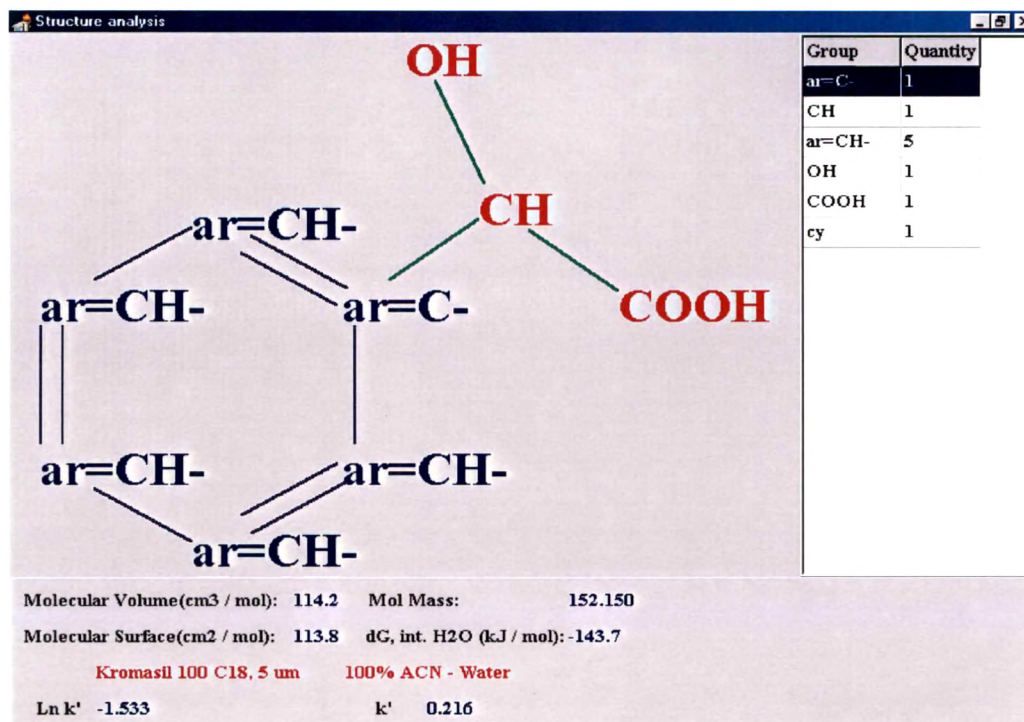 Structure analysis
OH
CH
COOH
ar=CH-
ar=CH-
ar=C-
ar=CH-
ar=CH-
ar=CH-
Group Quantity
ar=C- 1
CH 1
ar=CH- 5
OH 1
COOH 1
cy 1
Molecular Volume(cm3 / mol): 114.2 Mol Mass: 152.150
Molecular Surface(cm2 / mol): 113.8 dG, int. H2O (kJ / mol): -143.7
Kromasil 100 C18, 5 um 100% ACN - Water
Ln k' -1.533 k' 0.216